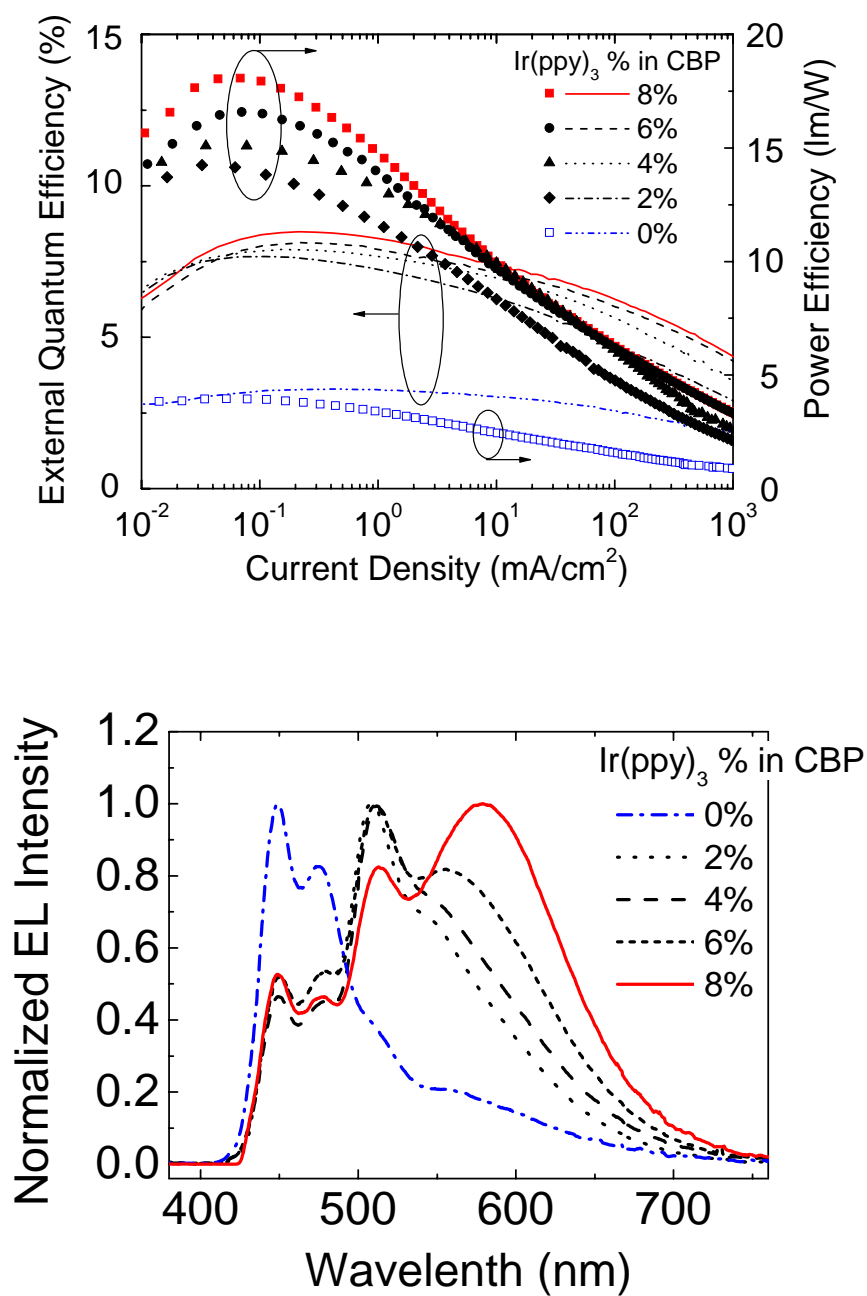 External Quantum Efficiency (%)
15
10
5
0
Ir(ppy)3 % in CBP
8%
6%
4%
2%
0%
20
15
10
5
0
Power Efficiency (lm/W)
10-2 10-1 100 101 102 103
Current Density (mA/cm2)
Normalized EL Intensity
1.2
1.0
0.8
0.6
0.4
0.2
0.0
Ir(ppy)3 % in CBP
0%
2%
4%
6%
8%
400 500 600 700
Wavelenth (nm)